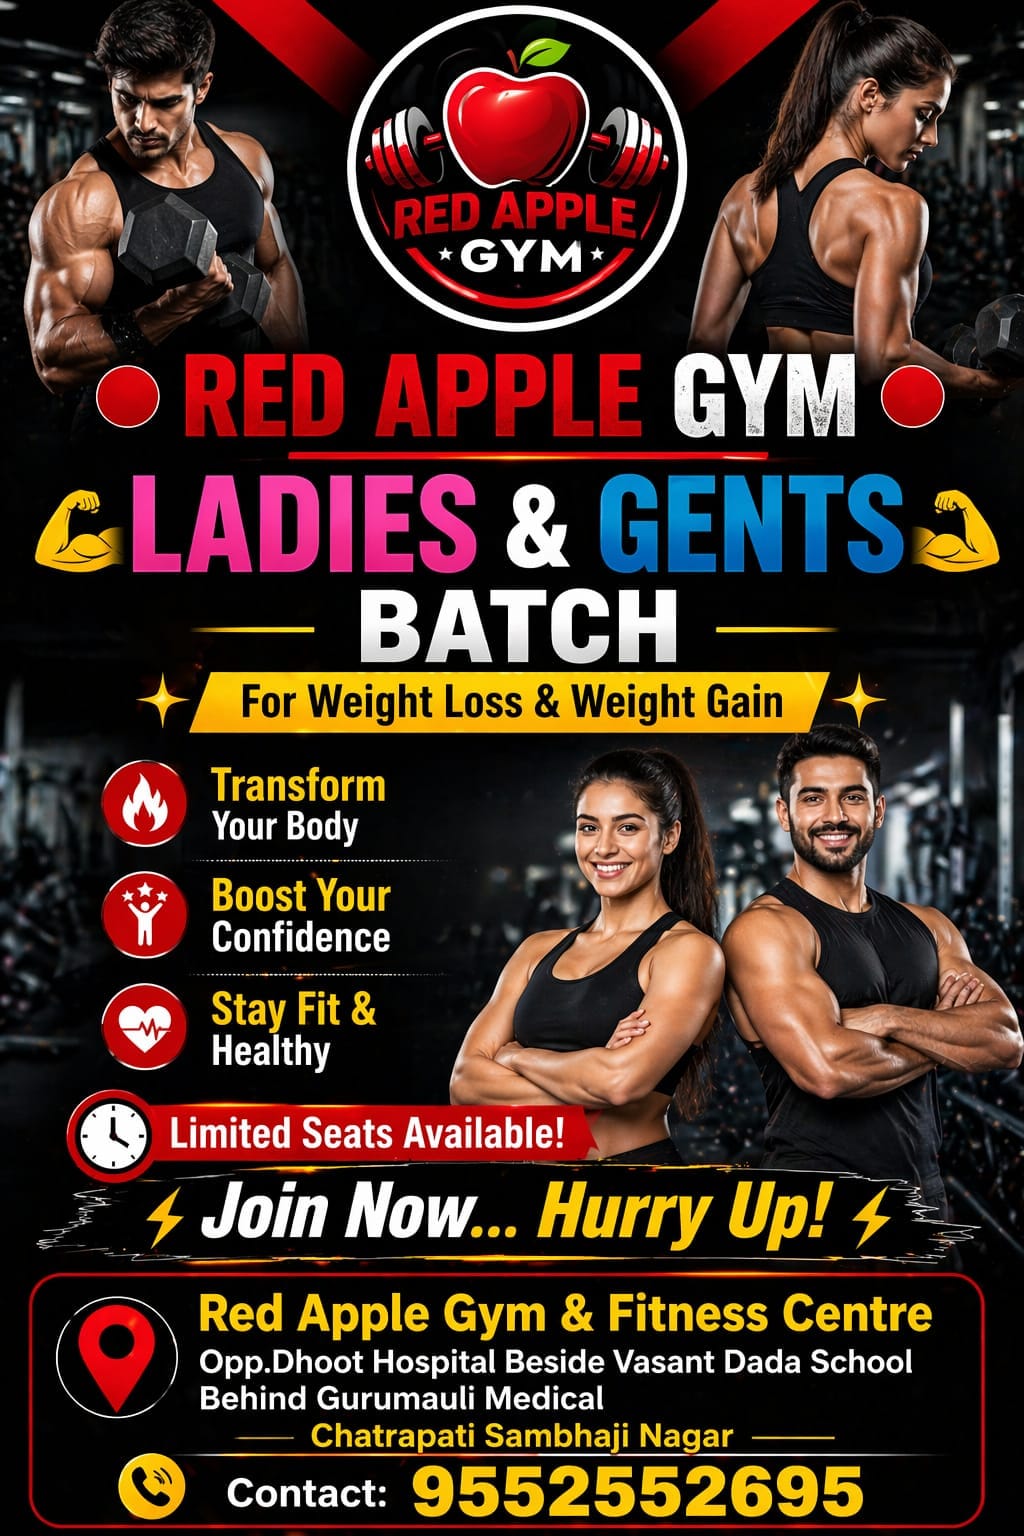 RED APPLE
GYM
RED APPLE GYM
LADIES & GENTS
BATCH
For Weight Loss & Weight Gain
Transform
Your Body
Boost Your
Confidence
Stay Fit &
Healthy
Limited Seats Available!
Join Now... Hurry Up!
Red Apple Gym & Fitness Centre
Opp.Dhoot Hospital Beside Vasant Dada School
Behind Gurumauli Medical
Chatrapati Sambhaji Nagar
Contact: 9552552695